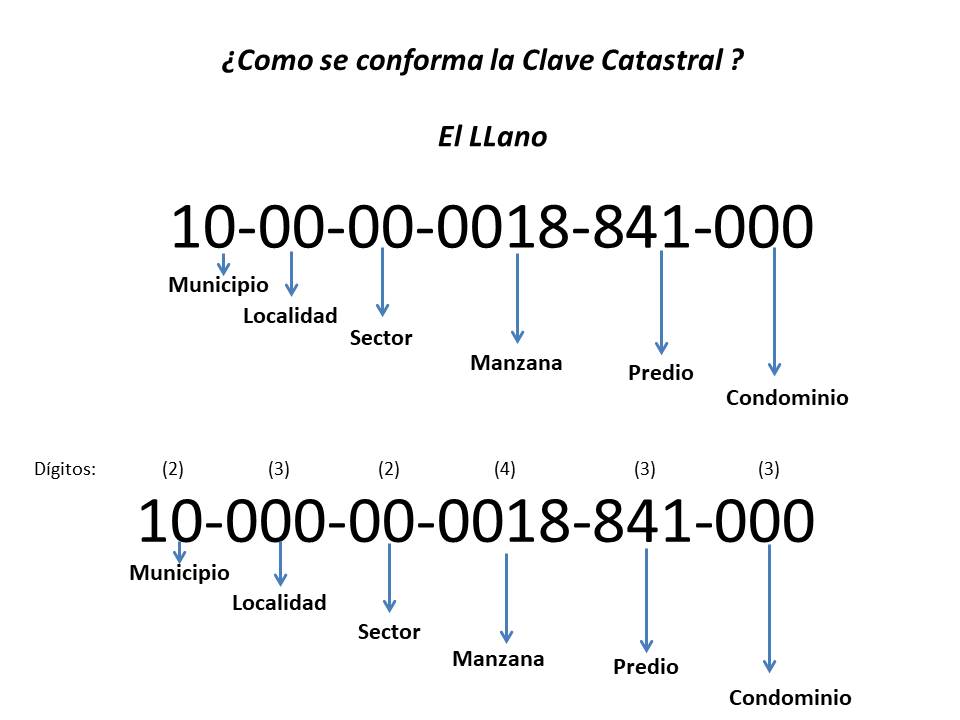 ¿Como se conforma la Clave Catastral ?
El LLano
10-00-00-0018-841-000
Municipio
Localidad
Sector
Manzana
Predio
Condominio
Dígitos: (2) (3) (2) (4) (3) (3)
10-000-00-0018-841-000
Municipio
Localidad
Sector
Manzana
Predio
Condominio